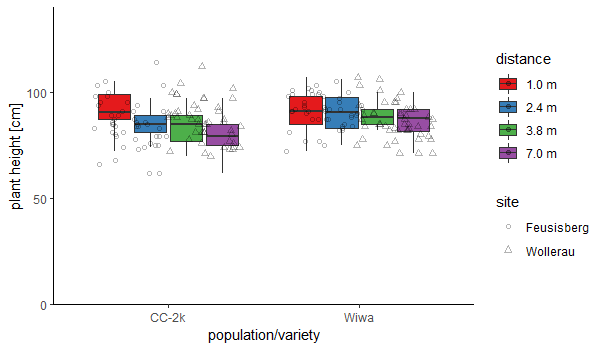 plant height [cm]
100
50
0
CC-2k
Wiwa
population/variety
distance
1.0 m
2.4 m
3.8 m
7.0 m
site
Feusisberg
Wollerau